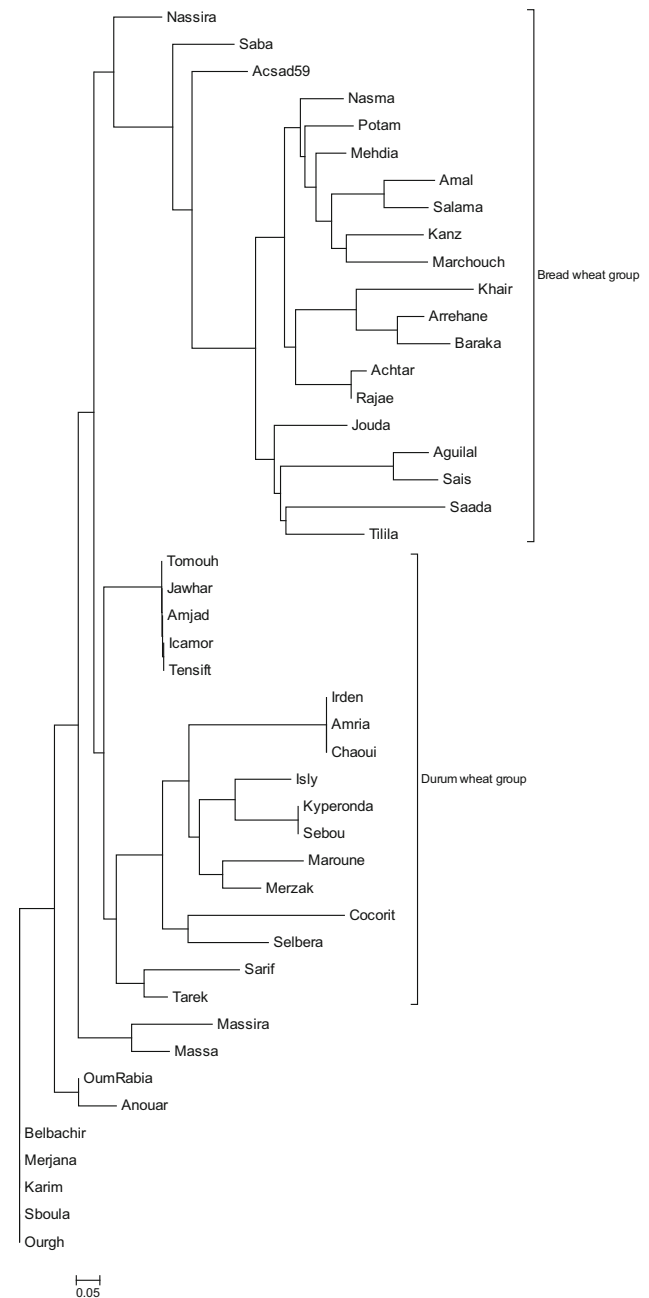 Nassira
Saba
Acsad59
Nasma
Potam
Mehdia
Amal
Salama
Kanz
Marchouch
Bread wheat group
Khair
Arrehane
Baraka
Achtar
Rajae
Jouda
Aguilal
Sais
Saada
Tilila
Tomouh
Jawhar
Amjad
Icamor
Tensift
Irden
Amria
Chaoui
Isly
Durum wheat group
Kyperonda
Sebou
Maroune
Merzak
Cocorit
Selbera
Sarif
Tarek
Massira
Massa
OumRabia
Anouar
Belbachir
Merjana
Karim
Sboula
Ourgh
0.05